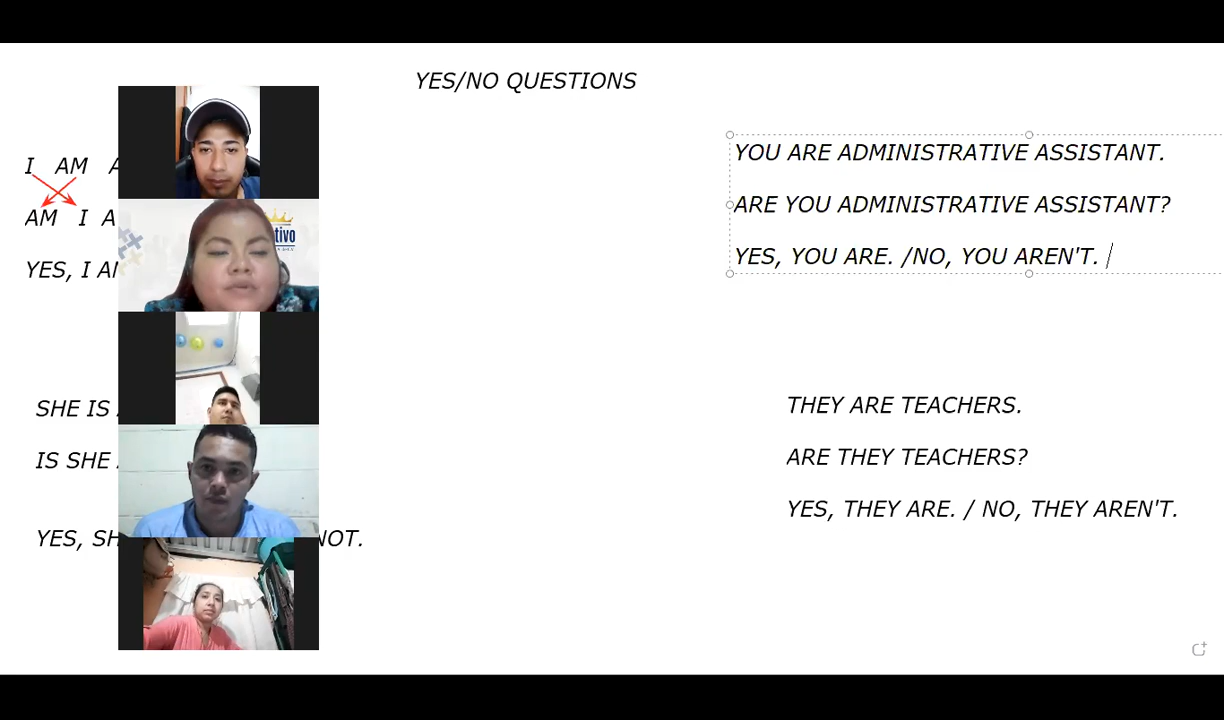 YES/NO QUESTIONS
I AM
AM I
YES, I
YOU ARE ADMINISTRATIVE ASSISTANT.
ARE YOU ADMINISTRATIVE ASSISTANT?
YES, YOU ARE. /NO, YOU AREN'T.
SHE IS
IS SHE
YES, NOT.
THEY ARE TEACHERS.
ARE THEY TEACHERS?
YES, THEY ARE. / NO, THEY AREN'T.